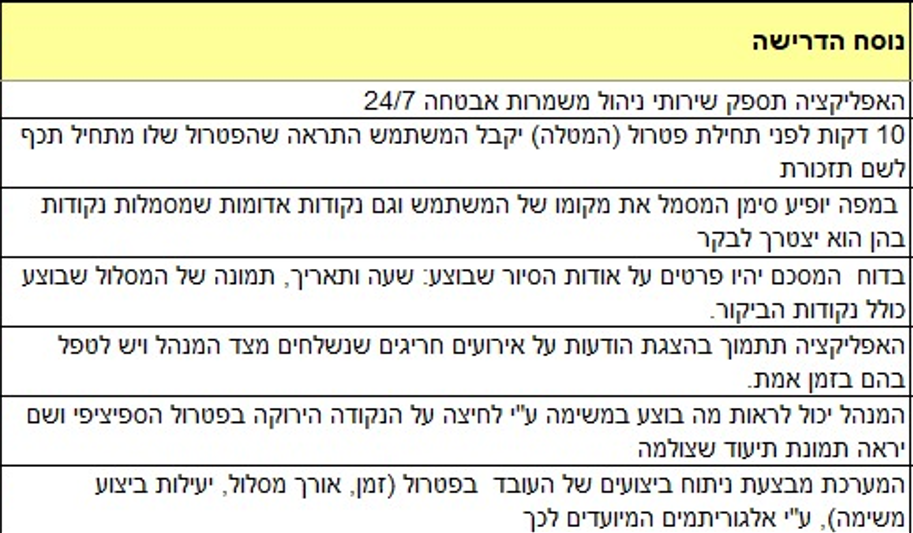 נוסח הדרישה
האפליקציה תספק שירותי ניהול משמרות אבטחה 24/7
10 דקות לפני תחילת פטרול (המטלה) יקבל המשתמש התראה שהפטרול שלו מתחיל תכף
לשם תזכורת
במפה יופיע סימן המסמל את מקומו של המשתמש וגם נקודות אדומות שמסמלות נקודות
בהן הוא יצטרך לבקר
בדוח המסכם יהיו פרטים על אודות הסיור שבוצע: שעה ותאריך, תמונה של המסלול שבוצע
כולל נקודות הביקור.
האפליקציה תתמוך בהצגת הודעות על אירועים חריגים שנשלחים מצד המנהל ויש לטפל
בהם בזמן אמת.
המנהל יכול לראות מה בוצע במשימה ע"י לחיצה על הנקודה הירוקה בפטרול הספיציפי ושם
יראה תמונת תיעוד שצולמה
המערכת מבצעת ניתוח ביצועים של העובד בפטרול (זמן, אורך מסלול, יעילות ביצוע
משימה), ע"י אלגוריתמים המיועדים לכך